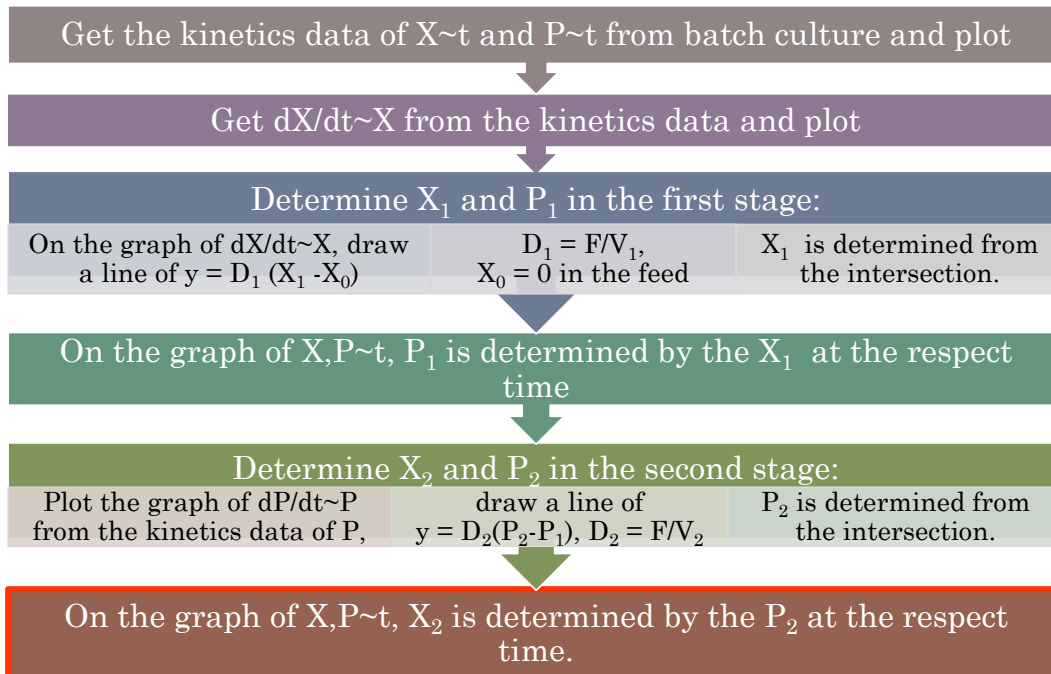 Get the kinetics data of X~t and P~t from batch culture and plot
Get dX/dt~X from the kinetics data and plot
Determine X₁ and P₁ in the first stage:
On the graph of dX/dt~X, draw
a line of y = D₁ (X₁ -X₀)
D₁ = F/V₁,
X₀ = 0 in the feed
X₁ is determined from
the intersection.
On the graph of X,P~t, P₁ is determined by the X₁ at the respect
time
Determine X₂ and P₂ in the second stage:
Plot the graph of dP/dt~P
from the kinetics data of P,
draw a line of
y = D₂(P₂-P₁), D₂ = F/V₂
P₂ is determined from
the intersection.
On the graph of X,P~t, X₂ is determined by the P₂ at the respect
time.